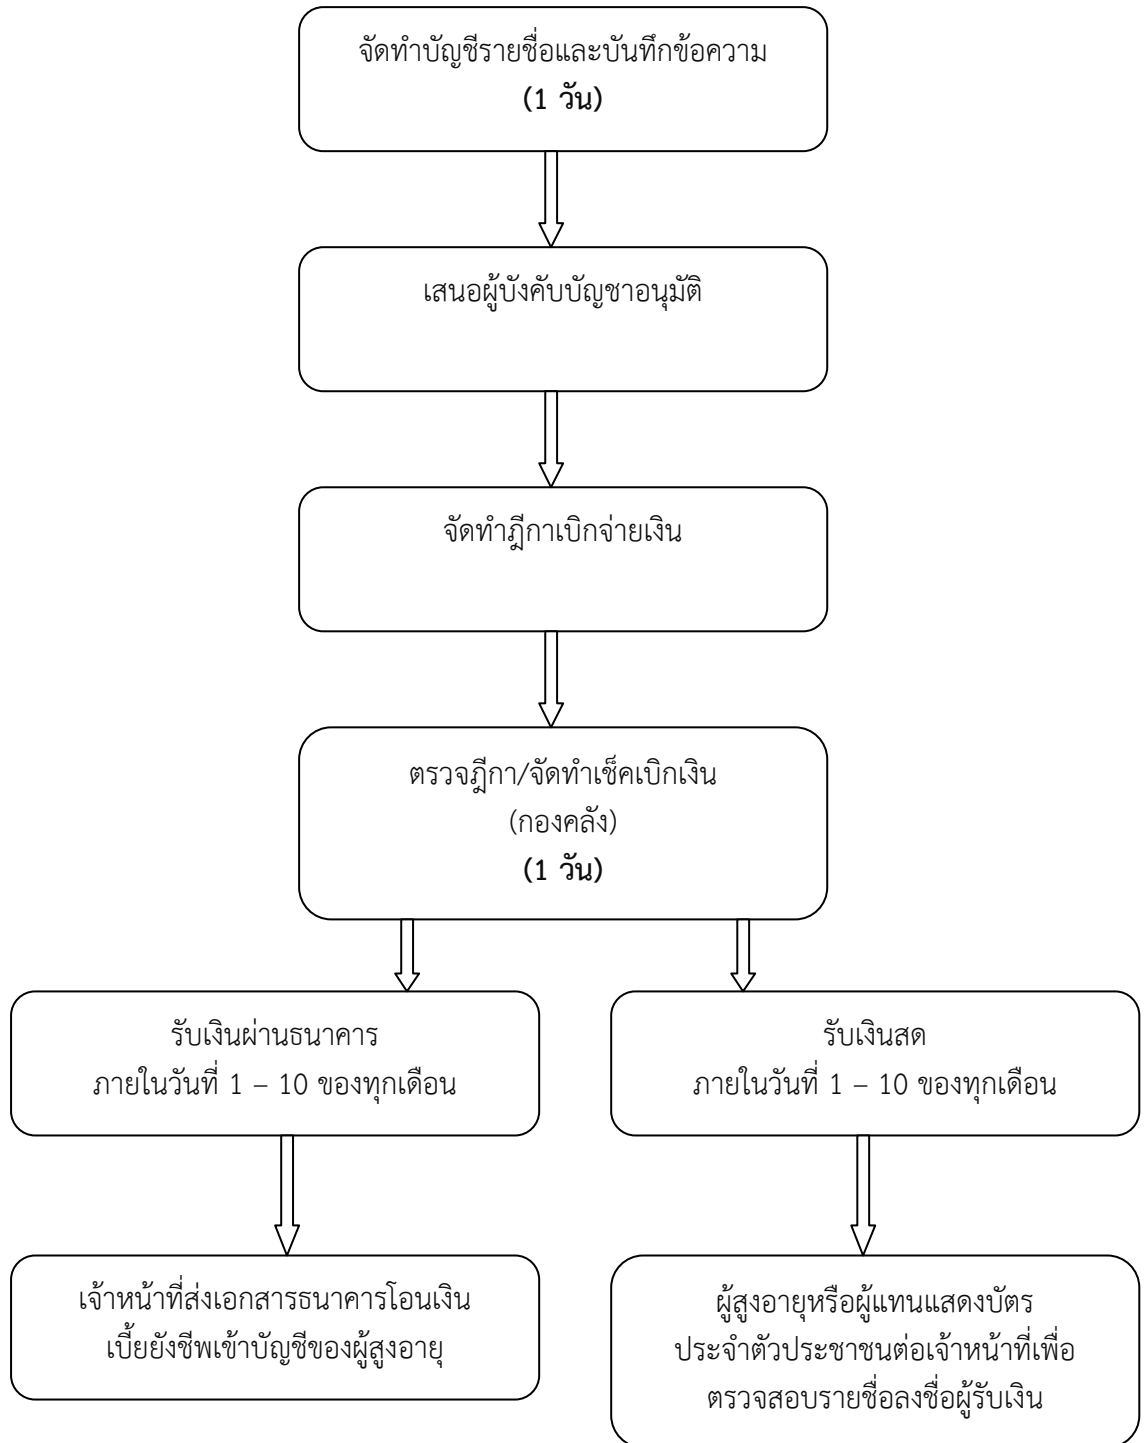 จัดทำบัญชีรายชื่อและบันทึกข้อความ
(1 วัน)
เสนอผู้บังคับบัญชาอนุมัติ
จัดทำฎีกาเบิกจ่ายเงิน
ตรวจฎีกา/จัดทำเช็คเบิกเงิน
(กองคลัง)
(1 วัน)
รับเงินผ่านธนาคาร
ภายในวันที่ 1 – 10 ของทุกเดือน
รับเงินสด
ภายในวันที่ 1 – 10 ของทุกเดือน
เจ้าหน้าที่ส่งเอกสารธนาคารโอนเงิน
เบี้ยยังชีพเข้าบัญชีของผู้สูงอายุ
ผู้สูงอายุหรือผู้แทนแสดงบัตร
ประจำตัวประชาชนต่อเจ้าหน้าที่เพื่อ
ตรวจสอบรายชื่อลงชื่อผู้รับเงิน